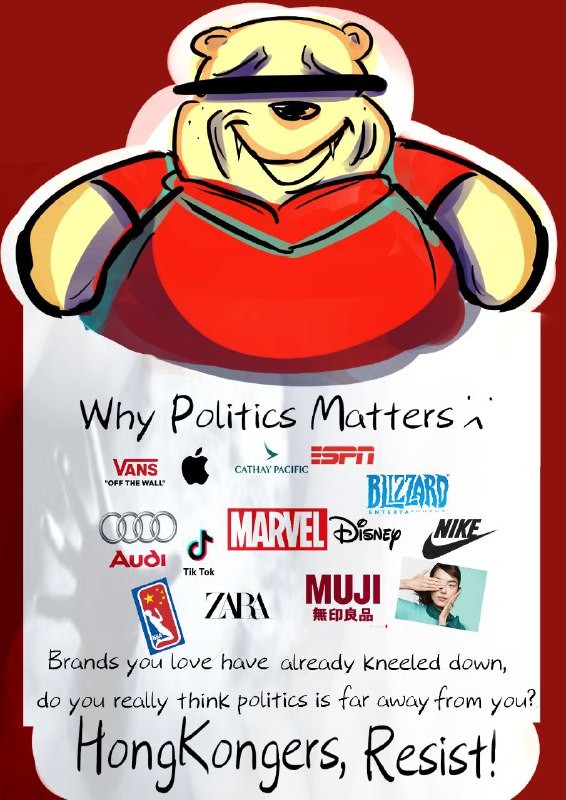 Why Politics Matters
VANS
"OFF THE WALL"
CATHAY PACIFIC
ESPN
BLIZZARD
ENTERTAINMENT
Audi
Tik Tok
MARVEL
Disney
NIKE
NBA
ZARA
MUJI
無印良品
Brands you love have already kneeled down,
do you really think politics is far away from you?
HongKongers, Resist!